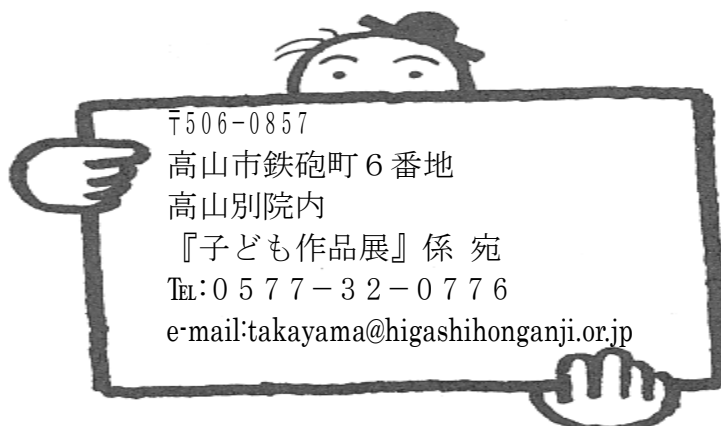 〒506-0857
高山市鉄砲町６番地
高山別院内
『子ども作品展』係 宛
℡:０５７７－３２－０７７６
e-mail:takayama@higashihonganji.or.jp